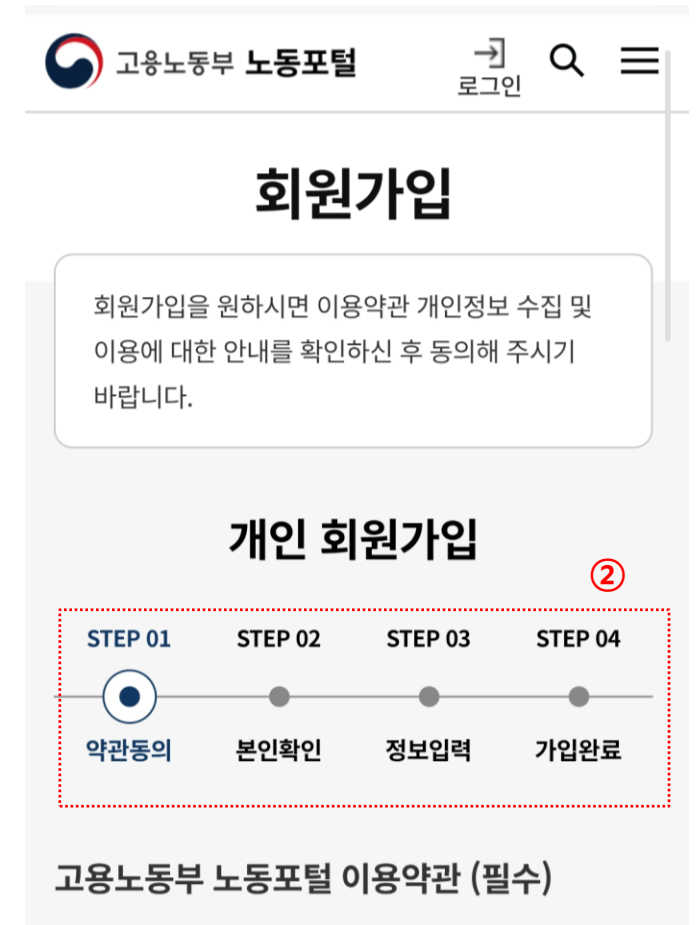 고용노동부 노동포털
로그인
회원가입
회원가입을 원하시면 이용약관 개인정보 수집 및
이용에 대한 안내를 확인하신 후 동의해 주시기
바랍니다.
개인 회원가입
②
STEP 01 STEP 02 STEP 03 STEP 04
약관동의 본인확인 정보입력 가입완료
고용노동부 노동포털 이용약관 (필수)